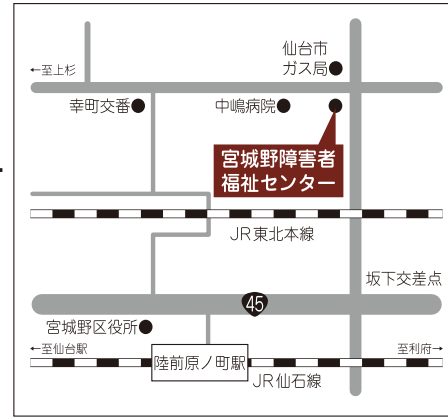 仙台市
ガス局
←至上杉
幸町交番
中嶋病院
宮城野障害者
福祉センター
JR東北本線
坂下交差点
45
宮城野区役所
←至仙台駅
陸前原ノ町駅
至利府→
JR仙石線